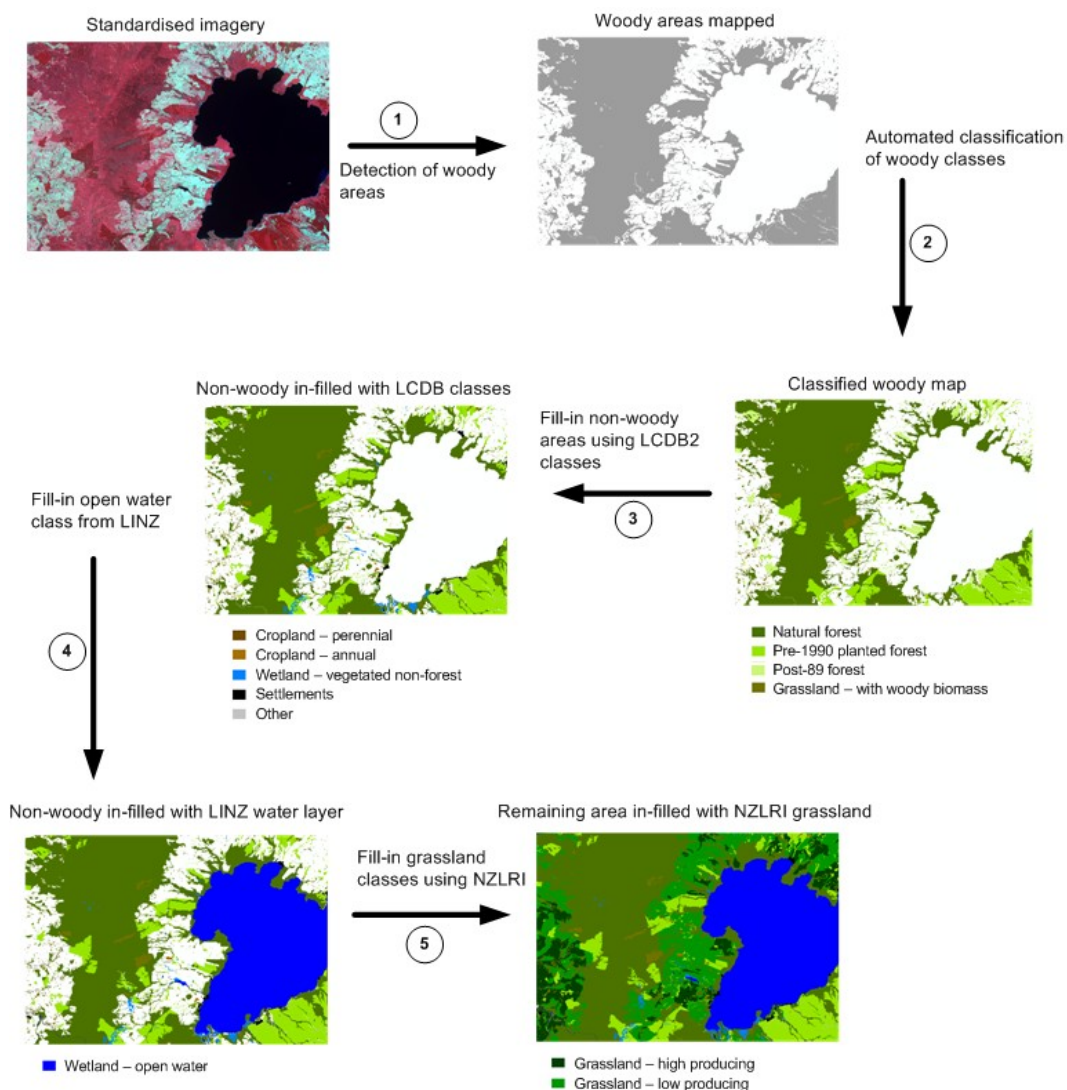 Standardised imagery
Woody areas mapped
1
Detection of woody
areas
Automated classification
of woody classes
2
Classified woody map
Natural forest
Pre-1990 planted forest
Post-89 forest
Grassland – with woody biomass
Fill-in non-woody
areas using LCDB2
classes
3
Non-woody in-filled with LCDB classes
Cropland – perennial
Cropland – annual
Wetland – vegetated non-forest
Settlements
Other
Fill-in open water
class from LINZ
4
Non-woody in-filled with LINZ water layer
Wetland – open water
Fill-in grassland
classes using NZLRI
5
Remaining area in-filled with NZLRI grassland
Grassland – high producing
Grassland – low producing